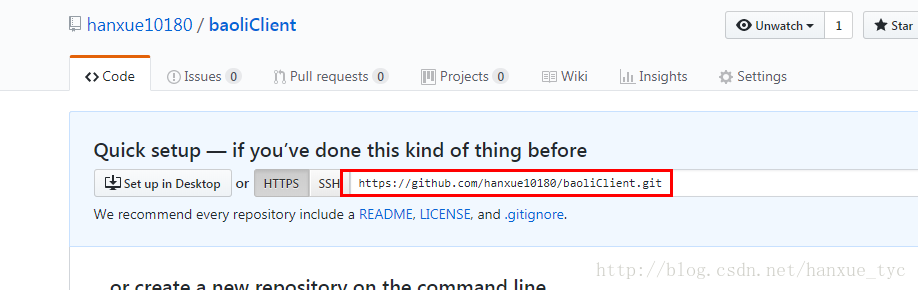 hanxue10180 / baoliClient
Unwatch 1 Star
Code Issues 0 Pull requests 0 Projects 0 Wiki Insights Settings
Quick setup — if you’ve done this kind of thing before
Set up in Desktop or HTTPS SSH https://github.com/hanxue10180/baoliClient.git
We recommend every repository include a README, LICENSE, and .gitignore.
…or create a new repository on the command line
http://blog.csdn.net/hanxue_tyc